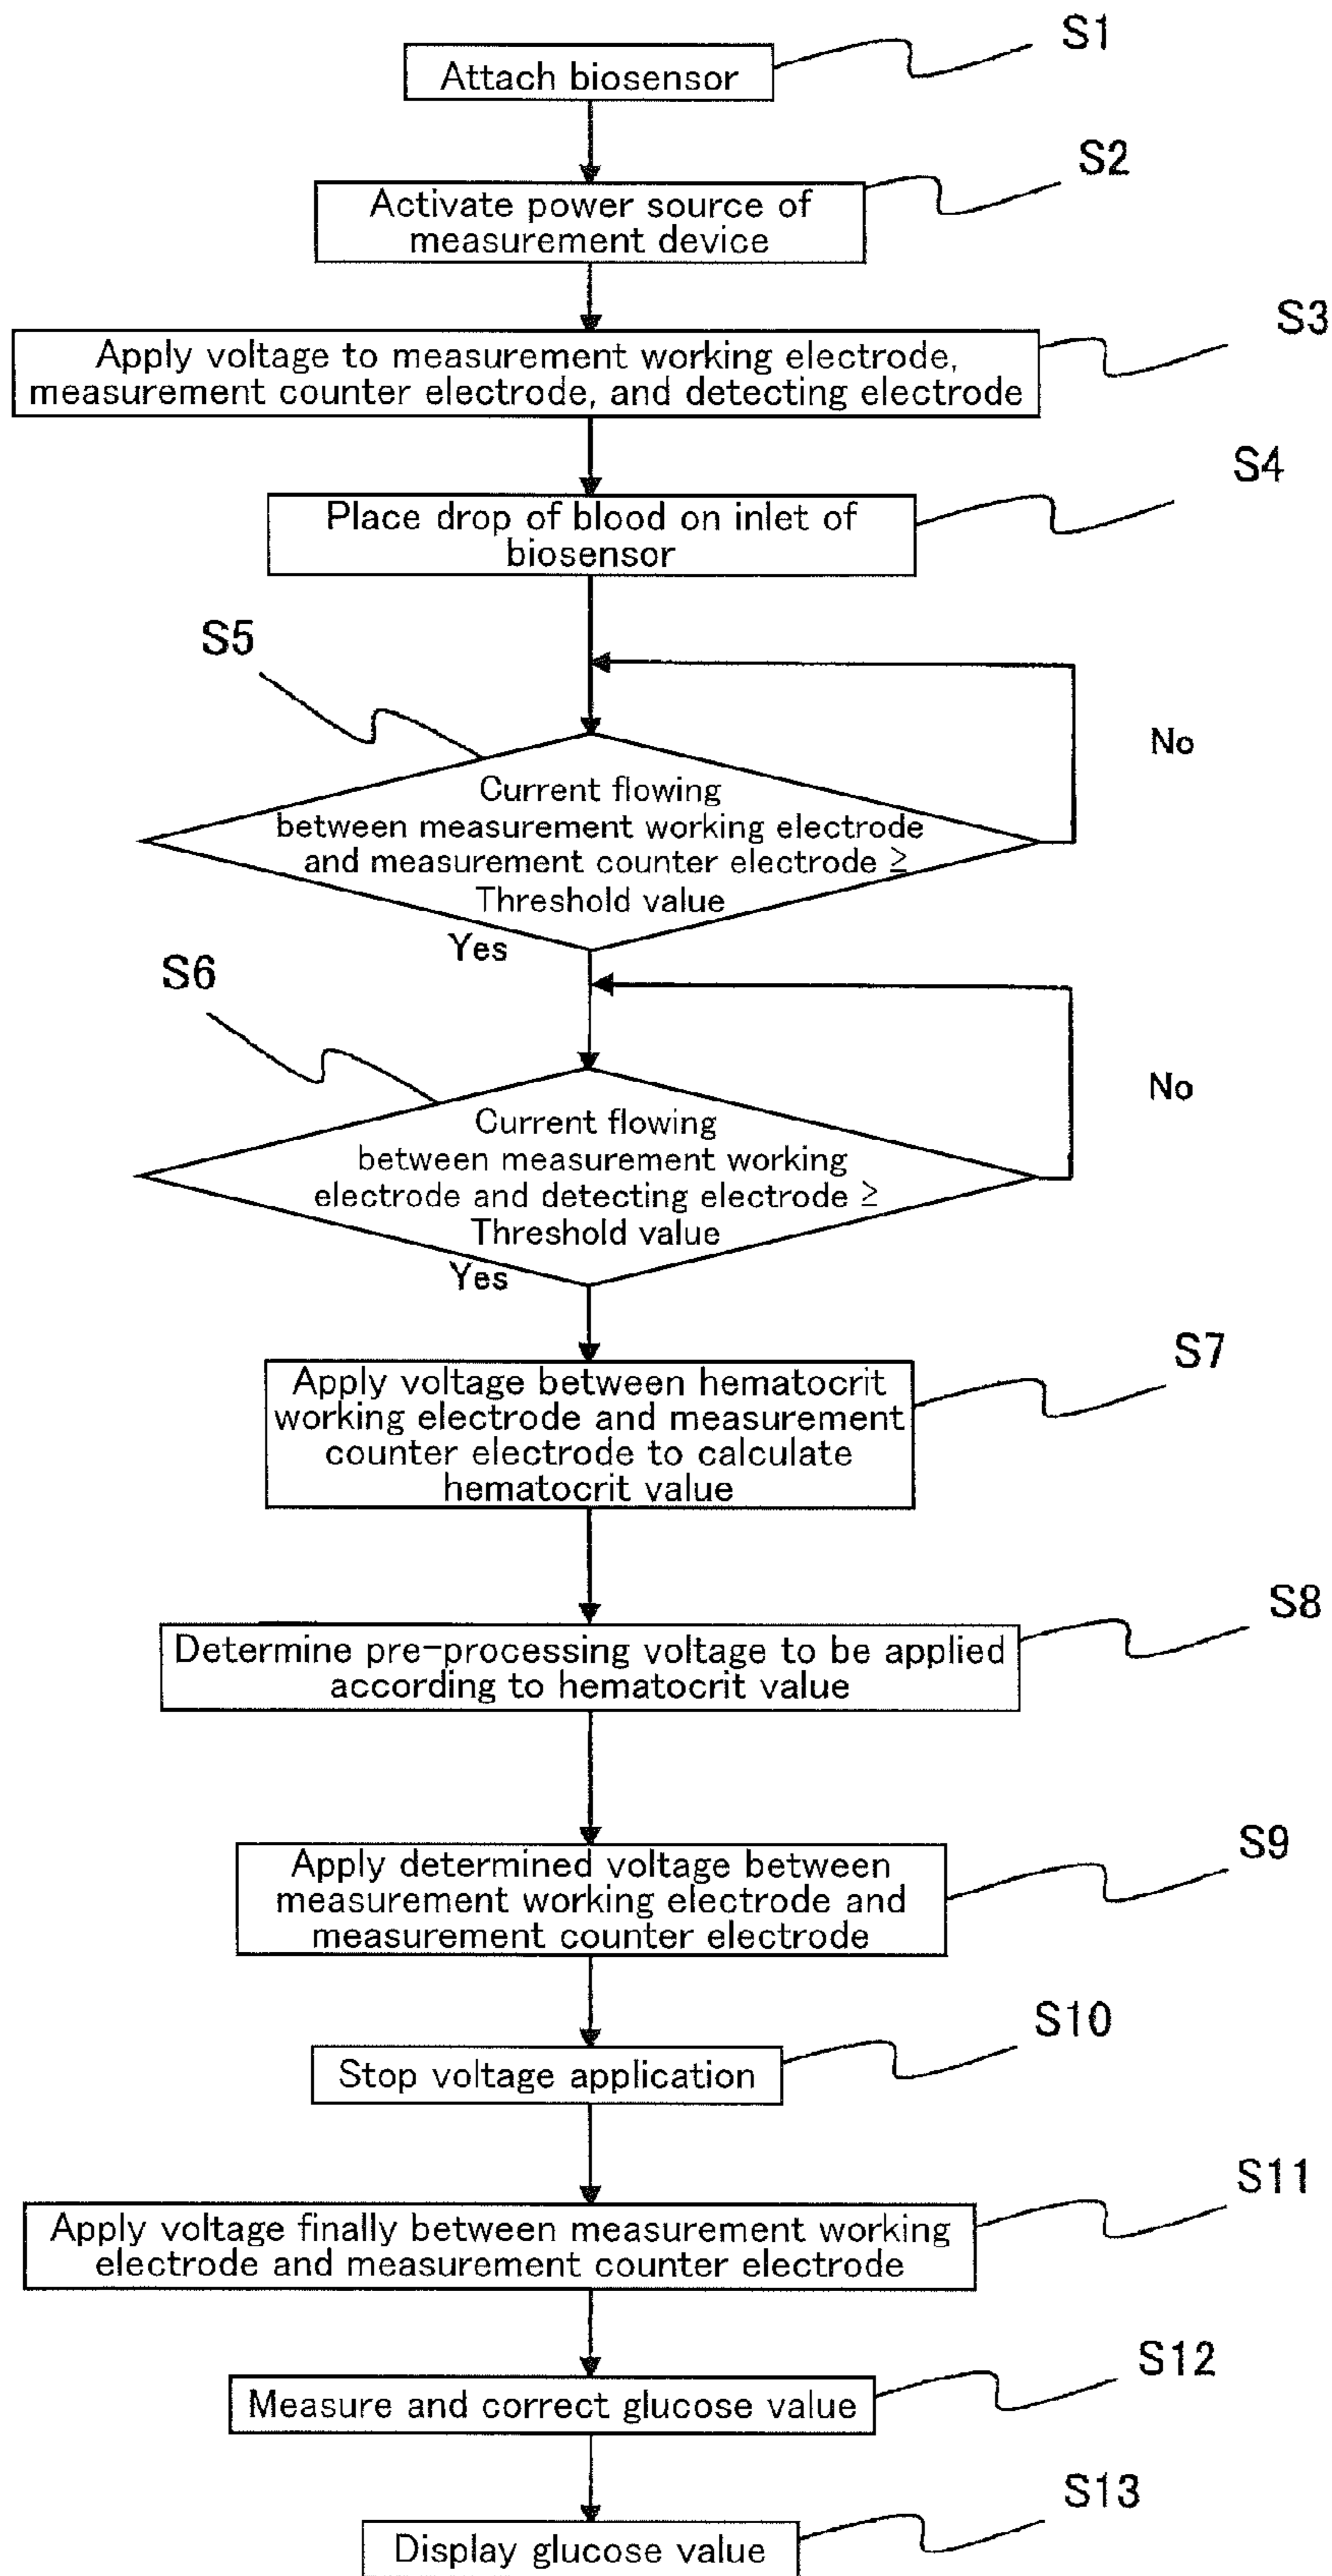 S1
Attach biosensor
S2
Activate power source of
measurement device
S3
Apply voltage to measurement working electrode,
measurement counter electrode, and detecting electrode
S4
Place drop of blood on inlet of
biosensor
S5
No
Current flowing
between measurement working electrode
and measurement counter electrode ≧
Threshold value
Yes
S6
No
Current flowing
between measurement working
electrode and detecting electrode ≧
Threshold value
Yes
S7
Apply voltage between hematocrit
working electrode and measurement
counter electrode to calculate
hematocrit value
S8
Determine pre-processing voltage to be applied
according to hematocrit value
S9
Apply determined voltage between
measurement working electrode and
measurement counter electrode
S10
Stop voltage application
S11
Apply voltage finally between measurement working
electrode and measurement counter electrode
S12
Measure and correct glucose value
S13
Display glucose value